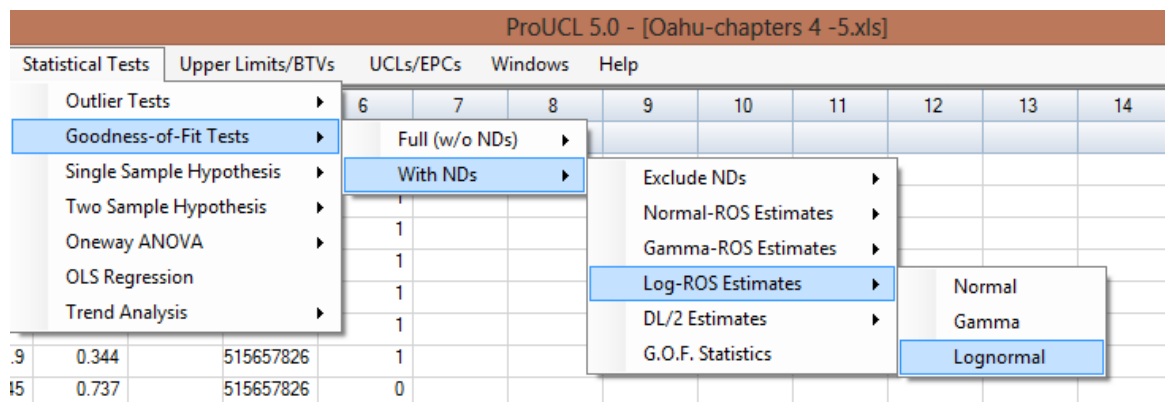 ProUCL 5.0 - [Oahu-chapters 4 -5.xls]
Statistical Tests Upper Limits/BTVs UCLs/EPCs Windows Help
Outlier Tests
Goodness-of-Fit Tests
Single Sample Hypothesis
Two Sample Hypothesis
Oneway ANOVA
OLS Regression
Trend Analysis
Full (w/o NDs)
With NDs
Exclude NDs
Normal-ROS Estimates
Gamma-ROS Estimates
Log-ROS Estimates
DL/2 Estimates
G.O.F. Statistics
Normal
Gamma
Lognormal
6 7 8 9 10 11 12 13 14
1
1
1
1
1
.9 0.344 515657826 1
45 0.737 515657826 0